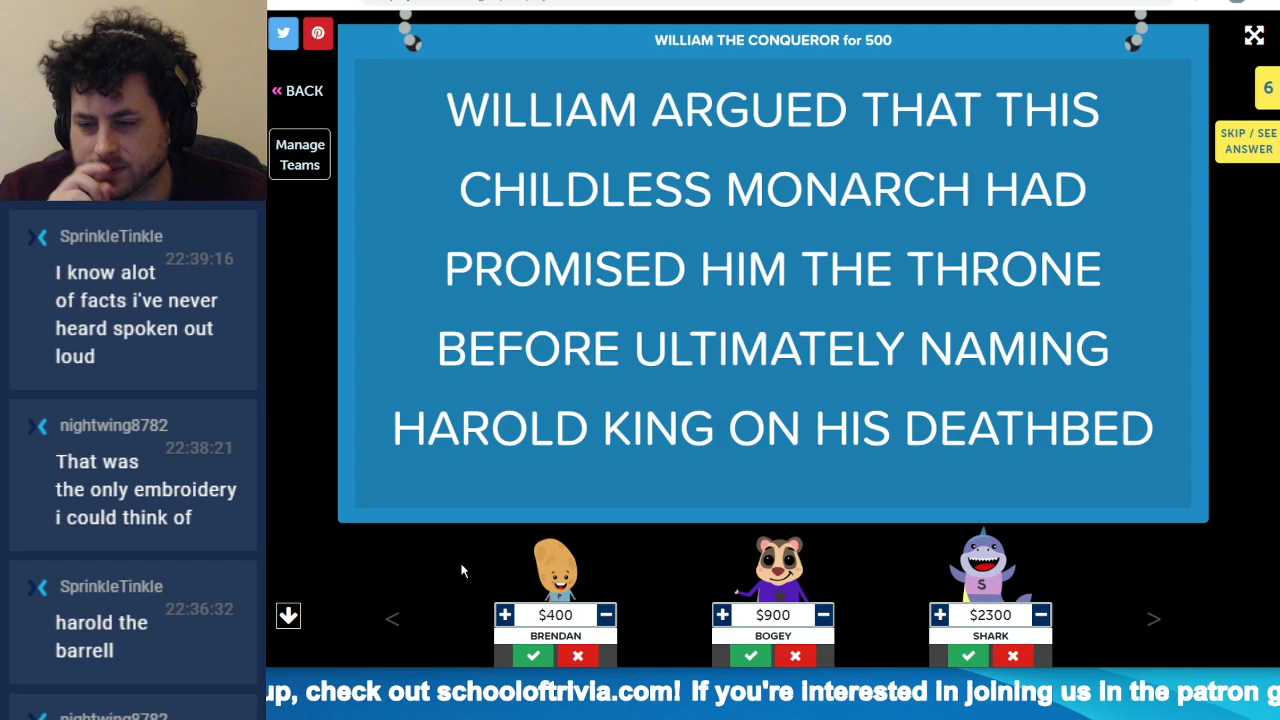 WILLIAM THE CONQUEROR for 500
6
« BACK
SKIP / SEE
ANSWER
Manage
Teams
WILLIAM ARGUED THAT THIS
CHILDLESS MONARCH HAD
PROMISED HIM THE THRONE
BEFORE ULTIMATELY NAMING
HAROLD KING ON HIS DEATHBED
SprinkleTinkle
22:39:16
I know alot
of facts i've never
heard spoken out
loud
nightwing8782
22:38:21
That was
the only embroidery
i could think of
SprinkleTinkle
22:36:32
harold the
barrell
S
< >
+ $400 −
BRENDAN
+ $900 −
BOGEY
+ $2300 −
SHARK
up, check out schooloftrivia.com! If you're interested in joining us in the patron g